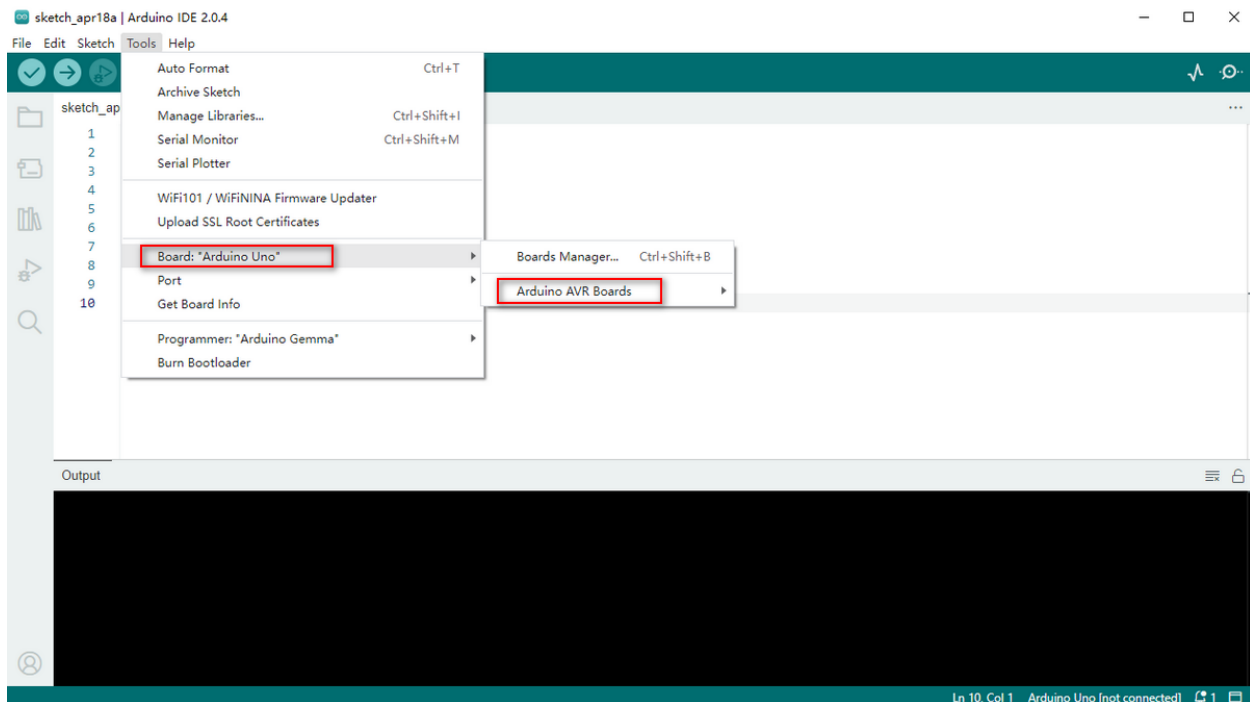 sketch_apr18a | Arduino IDE 2.0.4
File Edit Sketch Tools Help
sketch_ap
Auto Format Ctrl+T
Archive Sketch
Manage Libraries... Ctrl+Shift+I
Serial Monitor Ctrl+Shift+M
Serial Plotter
WiFi101 / WiFiNINA Firmware Updater
Upload SSL Root Certificates
Board: "Arduino Uno"
Port
Get Board Info
Programmer: "Arduino Gemma"
Burn Bootloader
Boards Manager... Ctrl+Shift+B
Arduino AVR Boards
1
2
3
4
5
6
7
8
9
10
Output
Ln 10, Col 1 Arduino Uno [not connected] 1